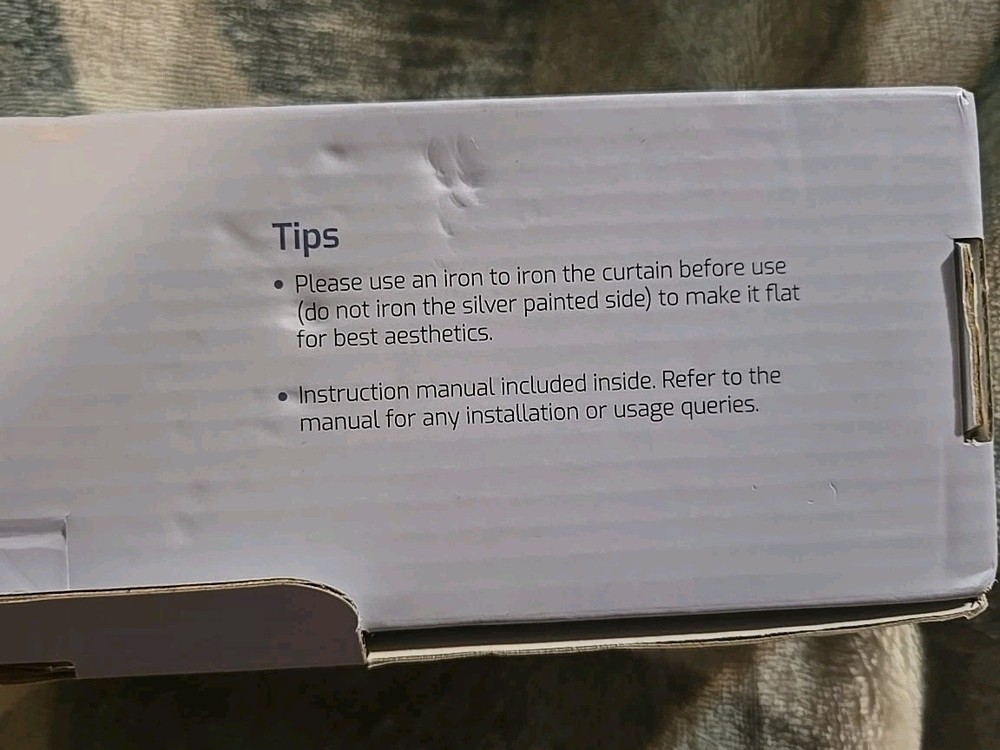 Tips
• Please use an iron to iron the curtain before use
(do not iron the silver painted side) to make it flat
for best aesthetics.
• Instruction manual included inside. Refer to the
manual for any installation or usage queries.